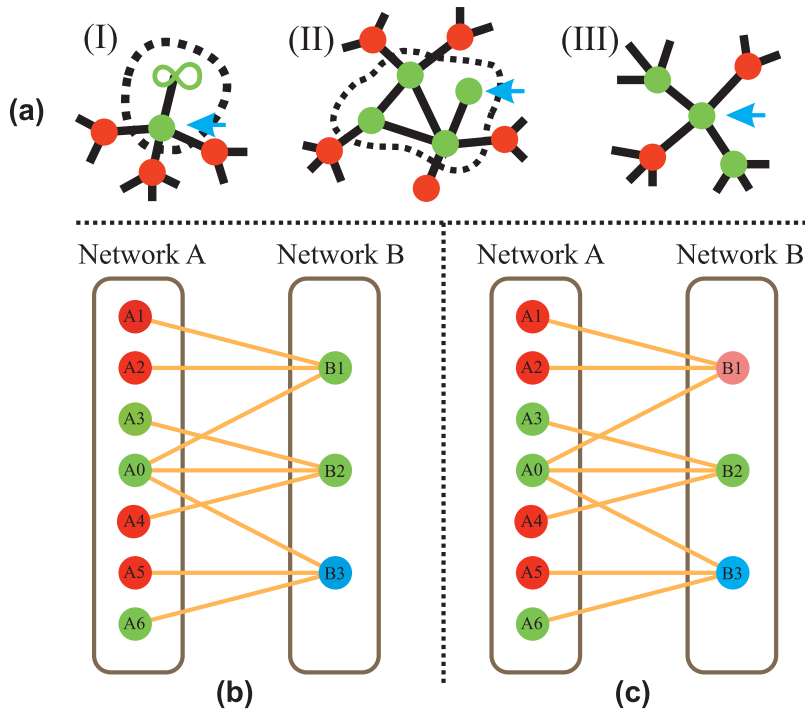 (I)
(II)
(III)
(a)
∞
Network A
Network B
Network A
Network B
A1
A2
A3
A0
A4
A5
A6
B1
B2
B3
A1
A2
A3
A0
A4
A5
A6
B1
B2
B3
(b)
(c)